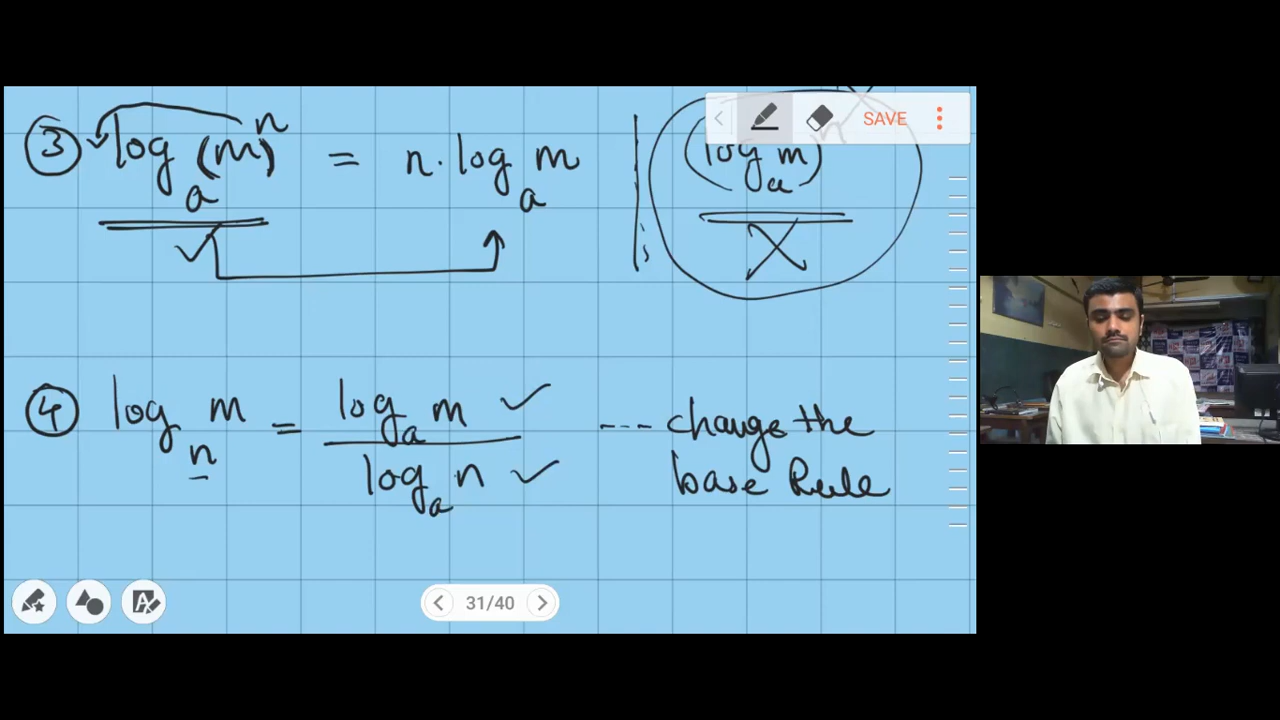 SAVE
③ log_a (m)^n = n. log_a m | (log_a m)^n
④ log_n m = log_a m / log_a n --- change the base Rule
31/40